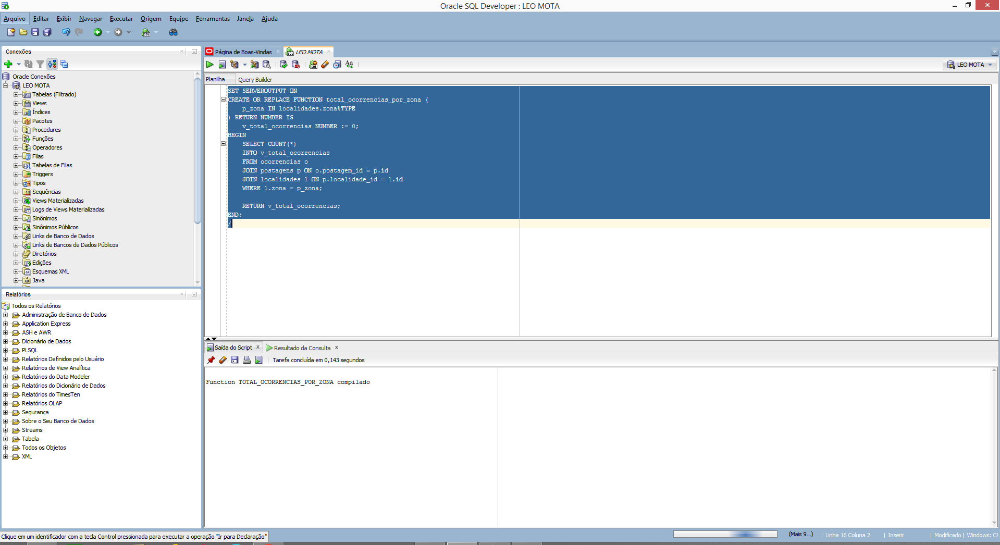 Oracle SQL Developer : LEO MOTA
Arquivo Editar Exibir Navegar Executar Origem Equipe Ferramentas Janela Ajuda
Conexões
Oracle Conexões
LEO MOTA
Tabelas (Filtrado)
Views
Índices
Pacotes
Procedures
Funções
Operadores
Filas
Tabelas de Filas
Triggers
Tipos
Sequências
Views Materializadas
Logs de Views Materializadas
Sinônimos
Sinônimos Públicos
Links de Banco de Dados
Links de Bancos de Dados Públicos
Diretórios
Edições
Esquemas XML
Java
Relatórios
Todos os Relatórios
Administração de Banco de Dados
Application Express
ASH e AWR
Dicionário de Dados
PLSQL
Relatórios Definidos pelo Usuário
Relatórios de View Analítica
Relatórios do Data Modeler
Relatórios do Dicionário de Dados
Relatórios do TimesTen
Relatórios OLAP
Segurança
Sobre o Seu Banco de Dados
Streams
Tabela
Todos os Objetos
XML
Página de Boas-Vindas LEO MOTA
LEO MOTA
Planilha Query Builder
SET SERVEROUTPUT ON
CREATE OR REPLACE FUNCTION total_ocorrencias_por_zona (
p_zona IN localidades.zona%TYPE
) RETURN NUMBER IS
v_total_ocorrencias NUMBER := 0;
BEGIN
SELECT COUNT(*)
INTO v_total_ocorrencias
FROM ocorrencias o
JOIN postagens p ON o.postagem_id = p.id
JOIN localidades l ON p.localidade_id = l.id
WHERE l.zona = p_zona;
RETURN v_total_ocorrencias;
END;
/
Saída do Script x Resultado da Consulta x
Tarefa concluída em 0,143 segundos
Function TOTAL_OCORRENCIAS_POR_ZONA compilado
Clique em um identificador com a tecla Control pressionada para executar a operação "Ir para Declaração"
(Mais 9...) | Linha 16 Coluna 2 | Inserir | Modificado | Windows: CF